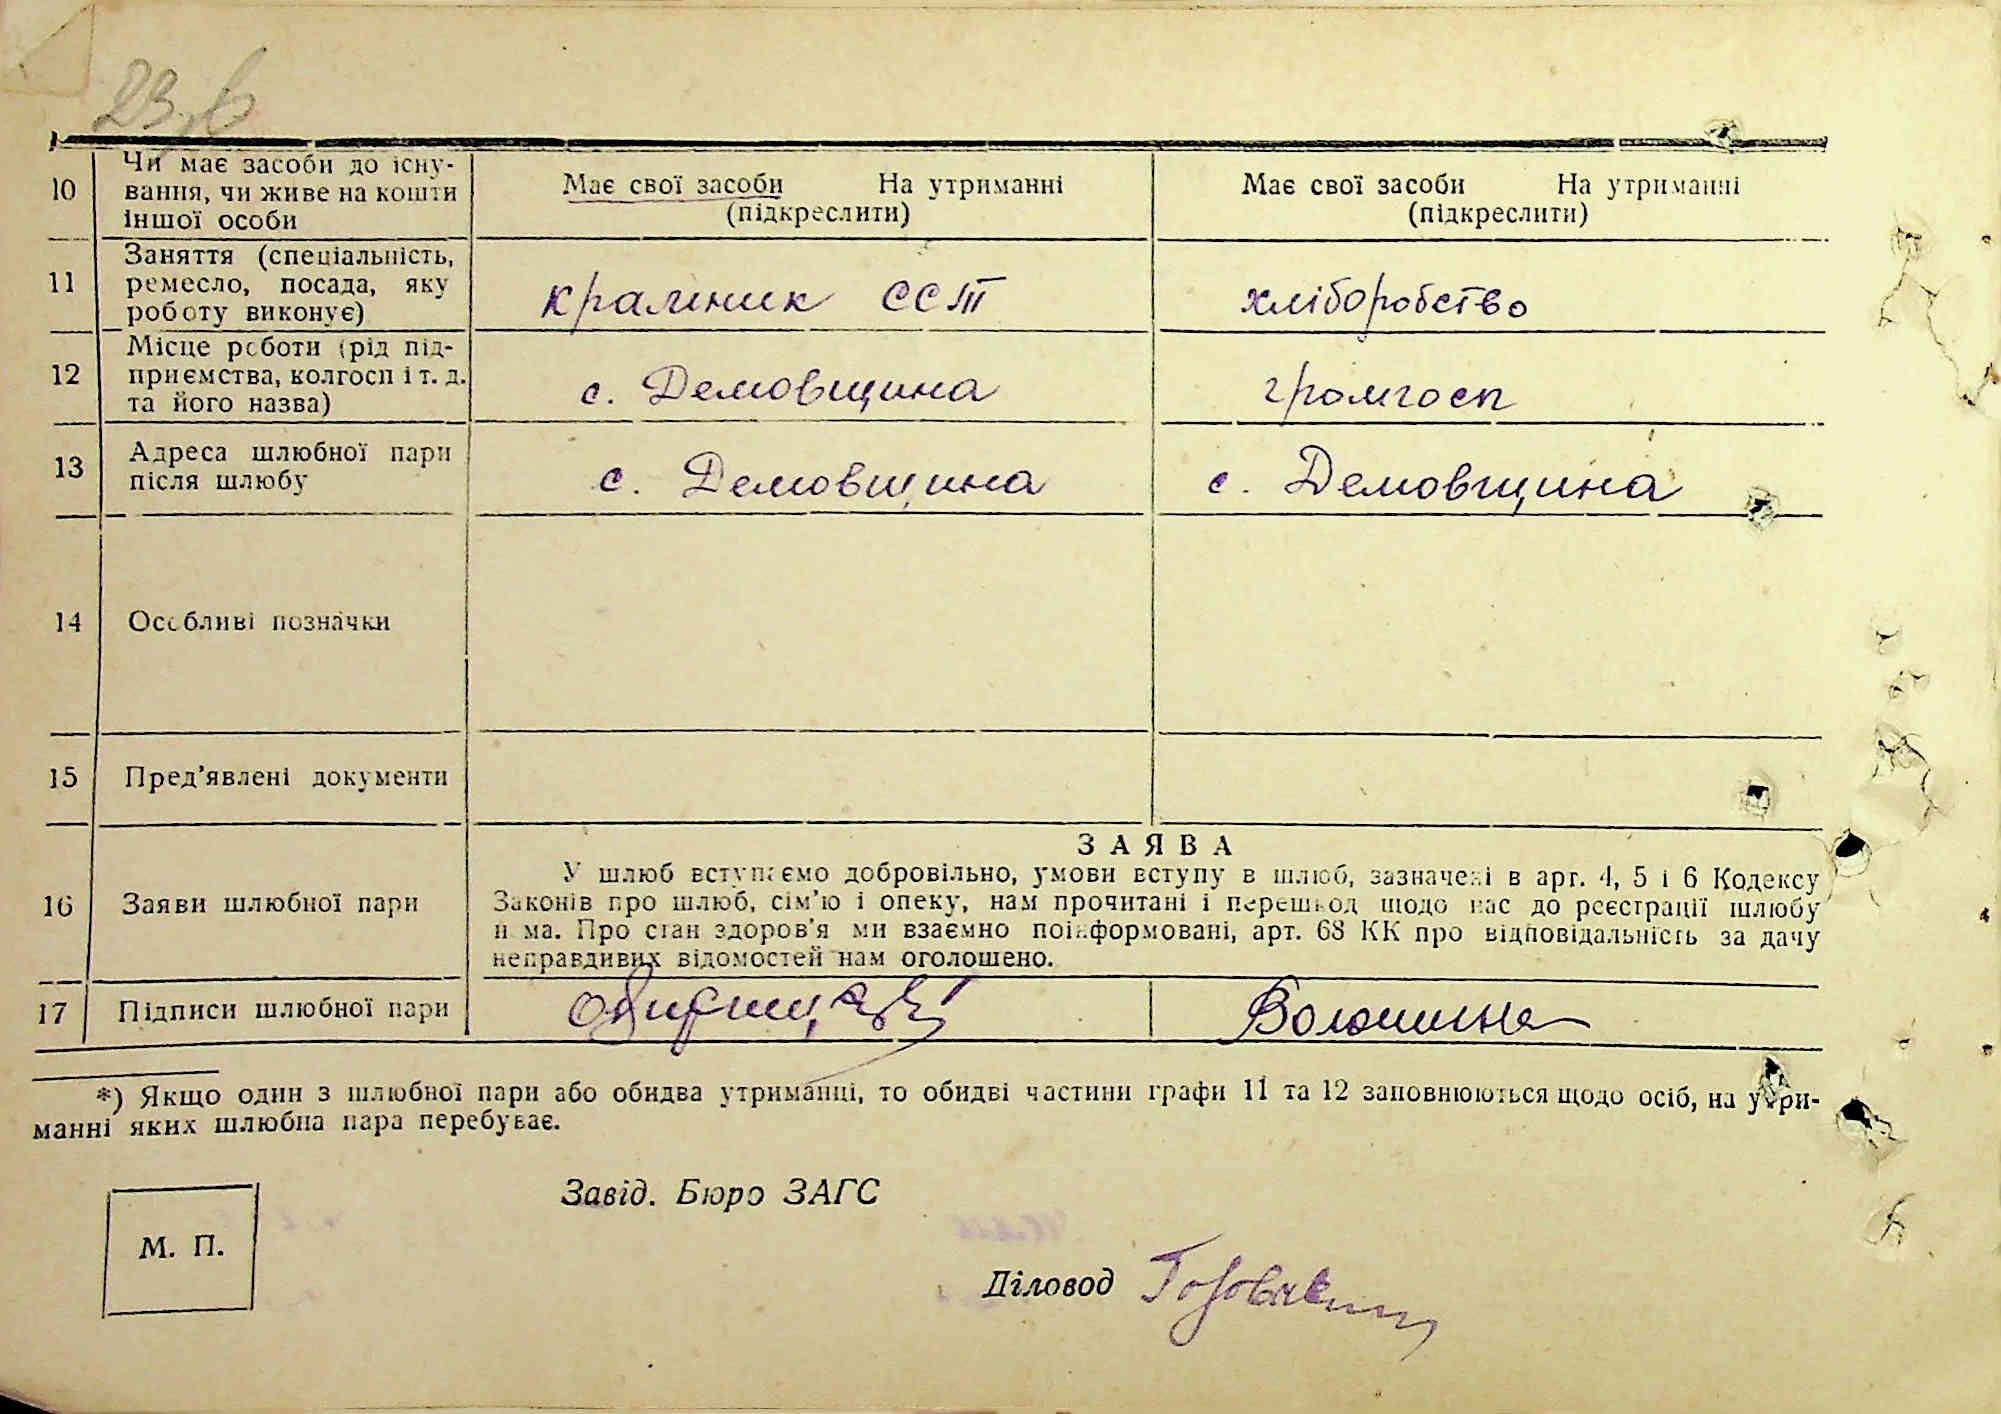 23,б
10 Чи має засоби до існу-
вання, чи живе на кошти
іншої особи
Має свої засоби На утриманні
(підкреслити)
Має свої засоби На утриманні
(підкреслити)
11 Заняття (спеціальність,
ремесло, посада, яку
роботу виконує)
крамник ССТ
хліборобство
12 Місце роботи (рід під-
приємства, колгосп і т. д.
та його назва)
с. Демовщина
громгосп
13 Адреса шлюбної пари
після шлюбу
с. Демовщина
с. Демовщина
14 Особливі позначки
15 Пред'явлені документи
16 Заяви шлюбної пари
ЗАЯВА
У шлюб вступаємо добровільно, умови вступу в шлюб, зазначені в арт. 4, 5 і 6 Кодексу
Законів про шлюб, сім'ю і опеку, нам прочитані і перешкод щодо нас до реєстрації шлюбу
нема. Про стан здоров'я ми взаємно поінформовані, арт. 68 КК про відповідальність за дачу
неправдивих відомостей нам оголошено.
17 Підписи шлюбної пари
Волошина
*) Якщо один з шлюбної пари або обидва утриманці, то обидві частини графи 11 та 12 заповнюються щодо осіб, на утри-
манні яких шлюбна пара перебуває.
Завід. Бюро ЗАГС
М. П.
Діловод